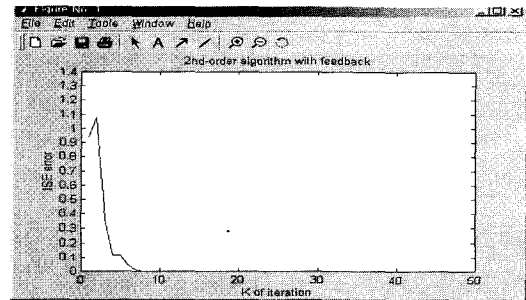 Figure No. 1
File Edit Tools Window Help
A
2nd-order algorithm with feedback
1.4
1.3
1.2
1.1
1
0.9
0.8
0.7
0.6
0.5
0.4
0.3
0.2
0.1
0
ISE error
0 10 20 30 40 50
K of iteration